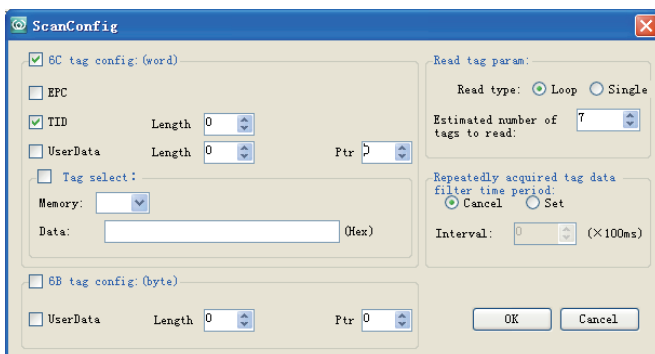 ScanConfig
6C tag config:(word)
EPC
TID Length 0
UserData Length 0 Ptr
Tag select:
Memory:
Data: (Hex)
6B tag config:(byte)
UserData Length 0 Ptr 0
Read tag param:
Read type: Loop Single
Estimated number of
tags to read: 7
Repeatedly acquired tag data
filter time period:
Cancel Set
Interval: 0 (×100ms)
OK Cancel